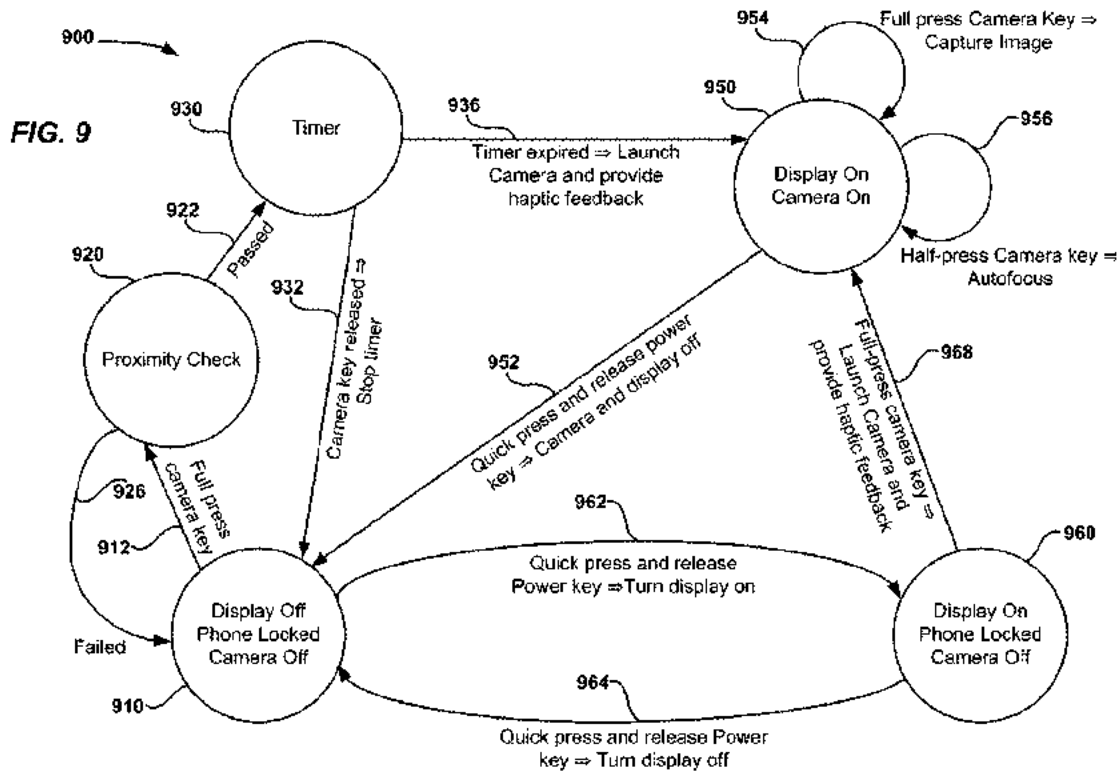 900
FIG. 9
930
Timer
936
Timer expired ⇒ Launch
Camera and provide
haptic feedback
954
Full press Camera Key ⇒
Capture Image
950
Display On
Camera On
956
Half-press Camera key ⇒
Autofocus
922
Passed
920
Proximity Check
932
Camera key released ⇒
Stop timer
952
Quick press and release power
key ⇒ Camera and display off
968
Full-press camera key ⇒
Launch Camera and
provide haptic feedback
926
Failed
912
Full press
camera key
910
Display Off
Phone Locked
Camera Off
962
Quick press and release
Power key ⇒Turn display on
960
Display On
Phone Locked
Camera Off
964
Quick press and release Power
key ⇒ Turn display off